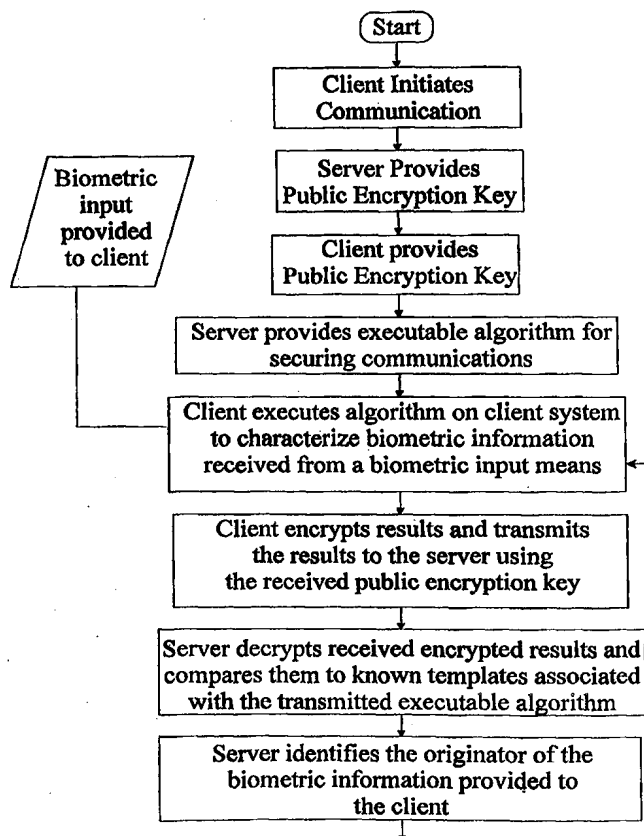 Start
Client Initiates
Communication
Server Provides
Public Encryption Key
Biometric
input
provided
to client
Client provides
Public Encryption Key
Server provides executable algorithm for
securing communications
Client executes algorithm on client system
to characterize biometric information
received from a biometric input means
Client encrypts results and transmits
the results to the server using
the received public encryption key
Server decrypts received encrypted results and
compares them to known templates associated
with the transmitted executable algorithm
Server identifies the originator of the
biometric information provided to
the client